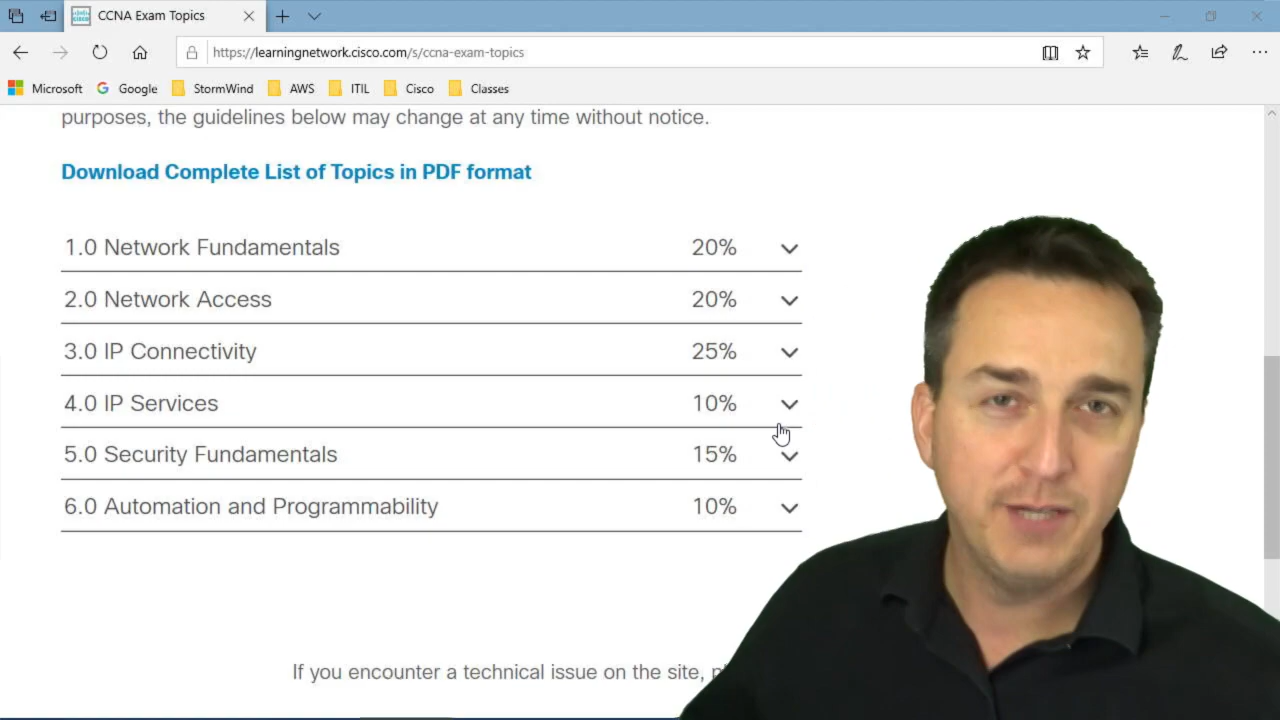 CCNA Exam Topics
https://learningnetwork.cisco.com/s/ccna-exam-topics
Microsoft Google StormWind AWS ITIL Cisco Classes
purposes, the guidelines below may change at any time without notice.
Download Complete List of Topics in PDF format
1.0 Network Fundamentals 20%
2.0 Network Access 20%
3.0 IP Connectivity 25%
4.0 IP Services 10%
5.0 Security Fundamentals 15%
6.0 Automation and Programmability 10%
If you encounter a technical issue on the site,